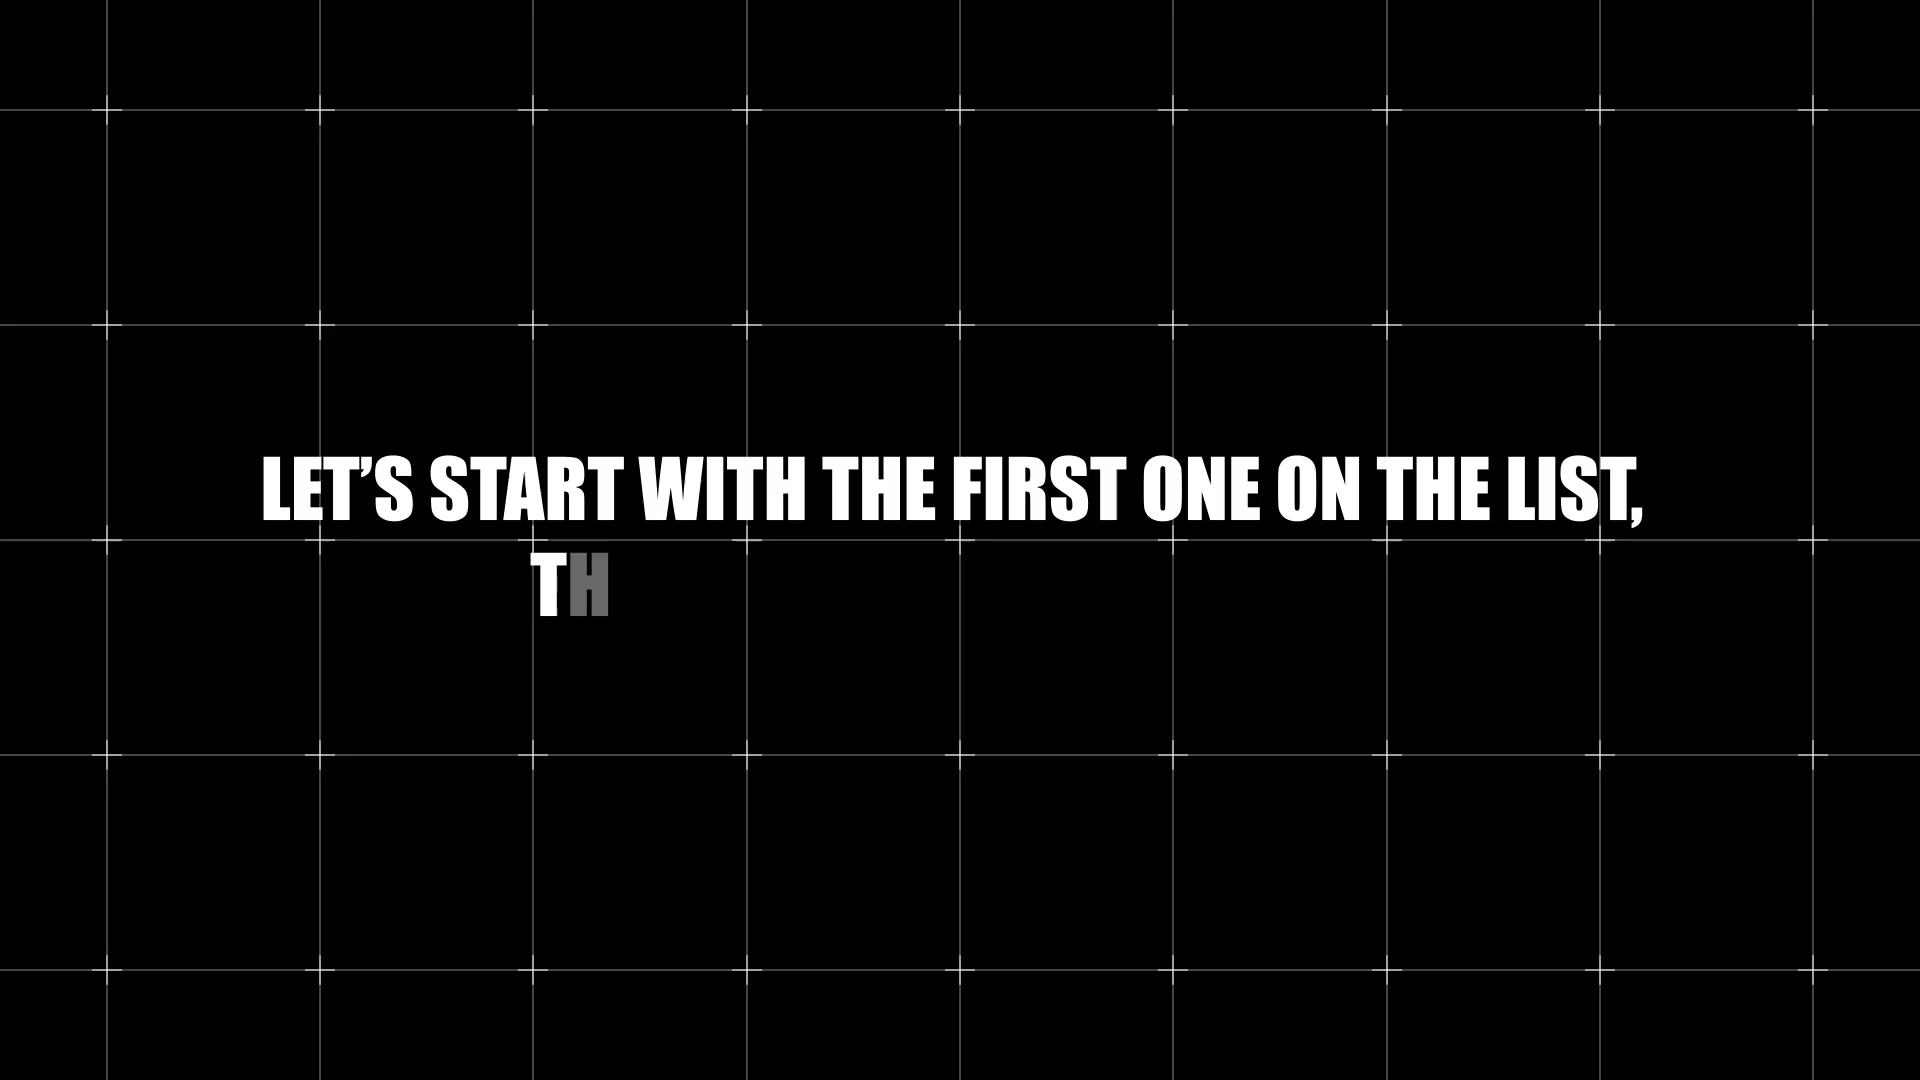 LET’S START WITH THE FIRST ONE ON THE LIST,
TH